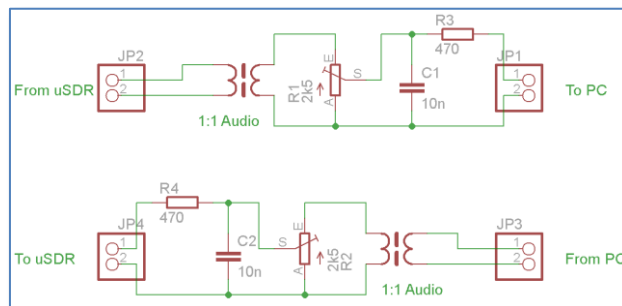 R3
JP2
470
JP1
1
2
E
S
A
R1
2k5
C1
10n
1
2
From uSDR
To PC
1:1 Audio
R4
470
JP4
1
2
C2
10n
E
S
A
2k5
R2
JP3
1
2
To uSDR
From PC
1:1 Audio